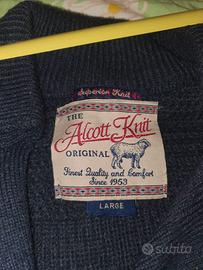 Superior Knit
THE
Alcott Knit
ORIGINAL
Finest Quality and Comfort
Since 1953
LARGE
subito